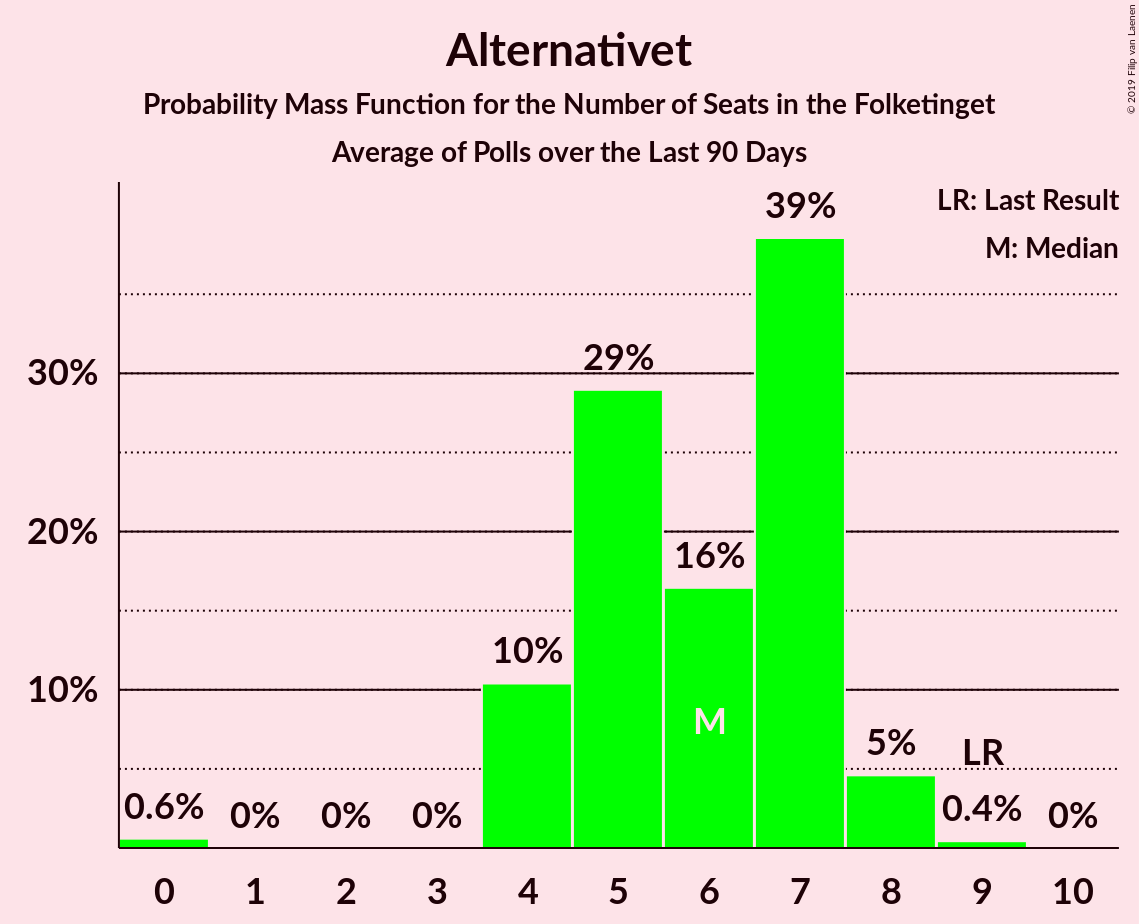 Alternativet
Probability Mass Function for the Number of Seats in the Folketinget
Average of Polls over the Last 90 Days
© 2019 Filip van Laenen
LR: Last Result
M: Median
39%
29%
30%
16%
20%
10%
10%
M
5%
LR
0.6% 0% 0% 0% 0.4% 0%
0 1 2 3 4 5 6 7 8 9 10